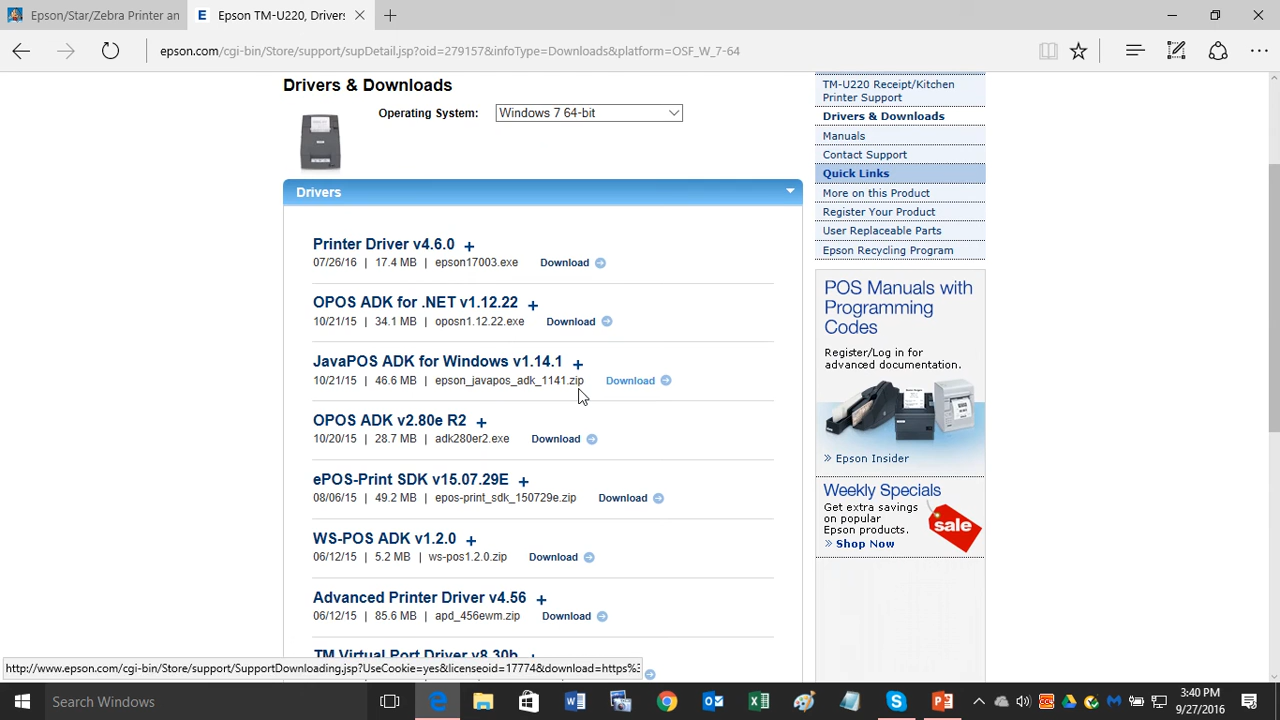 Epson/Star/Zebra Printer an
E Epson TM-U220, Drivers
epson.com/cgi-bin/Store/support/supDetail.jsp?oid=279157&infoType=Downloads&platform=OSF_W_7-64
Drivers & Downloads
Operating System: Windows 7 64-bit
Drivers
Printer Driver v4.6.0 +
07/26/16 | 17.4 MB | epson17003.exe Download
OPOS ADK for .NET v1.12.22 +
10/21/15 | 34.1 MB | oposn1.12.22.exe Download
JavaPOS ADK for Windows v1.14.1 +
10/21/15 | 46.6 MB | epson_javapos_adk_1141.zip Download
OPOS ADK v2.80e R2 +
10/20/15 | 28.7 MB | adk280er2.exe Download
ePOS-Print SDK v15.07.29E +
08/06/15 | 49.2 MB | epos-print_sdk_150729e.zip Download
WS-POS ADK v1.2.0 +
06/12/15 | 5.2 MB | ws-pos1.2.0.zip Download
Advanced Printer Driver v4.56 +
06/12/15 | 85.6 MB | apd_456ewm.zip Download
TM Virtual Port Driver v8.30b
TM-U220 Receipt/Kitchen
Printer Support
Drivers & Downloads
Manuals
Contact Support
Quick Links
More on this Product
Register Your Product
User Replaceable Parts
Epson Recycling Program
POS Manuals with
Programming
Codes
Register/Log in for
advanced documentation.
» Epson Insider
Weekly Specials
Get extra savings
on popular
Epson products.
» Shop Now
sale
http://www.epson.com/cgi-bin/Store/support/SupportDownloading.jsp?UseCookie=yes&licenseoid=17774&download=https%3
Search Windows
3:40 PM
9/27/2016